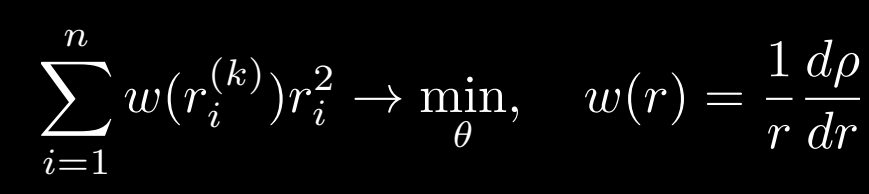 \sum_{i=1}^{n} w(r_i^{(k)}) r_i^2 \to \min_{\theta}, \quad w(r) = \frac{1}{r} \frac{d\rho}{dr}